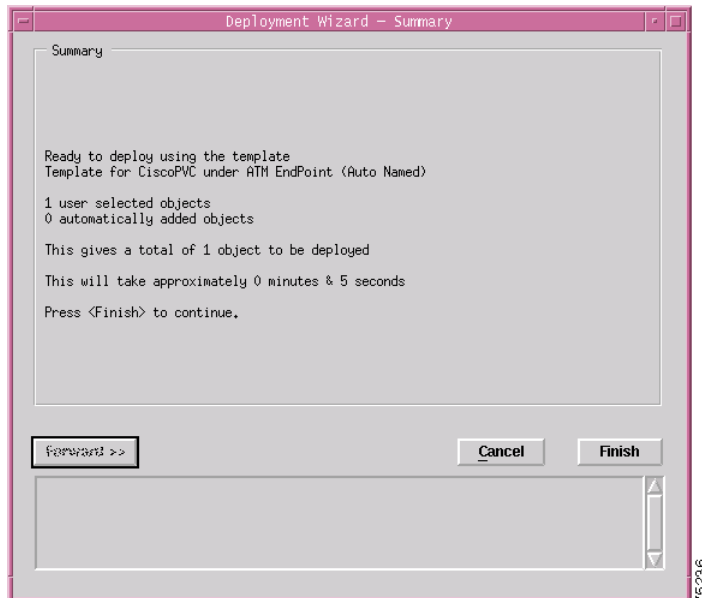 Deployment Wizard — Summary
Summary
Ready to deploy using the template
Template for CiscoPVC under ATM EndPoint (Auto Named)
1 user selected objects
0 automatically added objects
This gives a total of 1 object to be deployed
This will take approximately 0 minutes & 5 seconds
Press <Finish> to continue.
Forward >>
Cancel
Finish